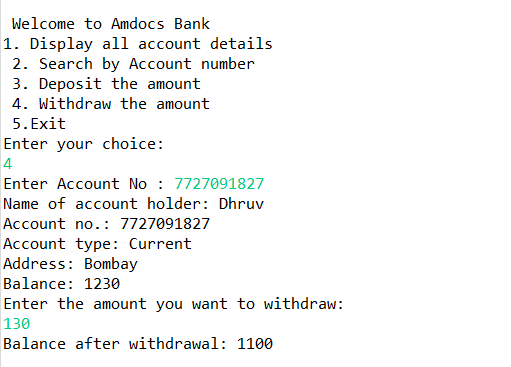 Welcome to Amdocs Bank
1. Display all account details
2. Search by Account number
3. Deposit the amount
4. Withdraw the amount
5.Exit
Enter your choice:
4
Enter Account No : 7727091827
Name of account holder: Dhruv
Account no.: 7727091827
Account type: Current
Address: Bombay
Balance: 1230
Enter the amount you want to withdraw:
130
Balance after withdrawal: 1100